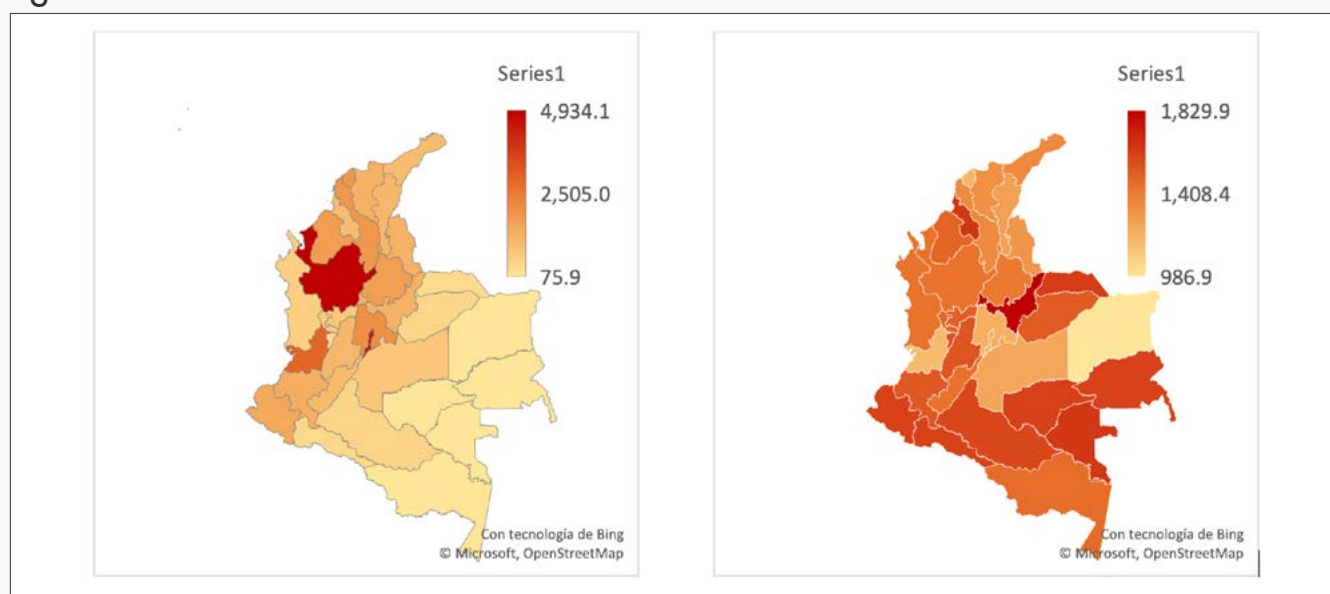 Series1
4,934.1
2,505.0
75.9
Con tecnología de Bing
© Microsoft, OpenStreetMap
Series1
1,829.9
1,408.4
986.9
Con tecnología de Bing
© Microsoft, OpenStreetMap